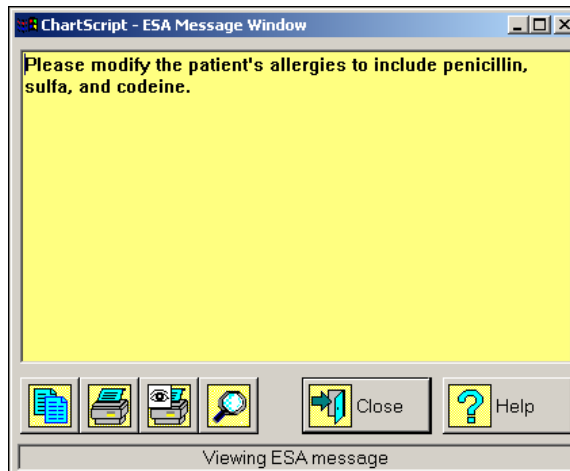 ChartScript - ESA Message Window
Please modify the patient's allergies to include penicillin,
sulfa, and codeine.
Close
? Help
Viewing ESA message